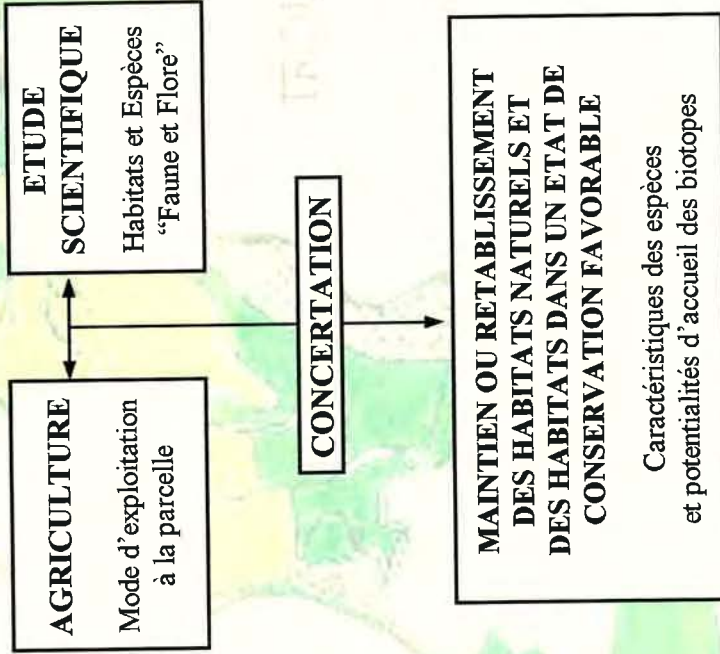 AGRICULTURE
Mode d'exploitation
à la parcelle
ETUDE
SCIENTIFIQUE
Habitats et Espèces
“Faune et Flore”
CONCERTATION
MAINTIEN OU RETABLISSEMENT
DES HABITATS NATURELS ET
DES HABITATS DANS UN ETAT DE
CONSERVATION FAVORABLE
Caractéristiques des espèces
et potentialités d'accueil des biotopes